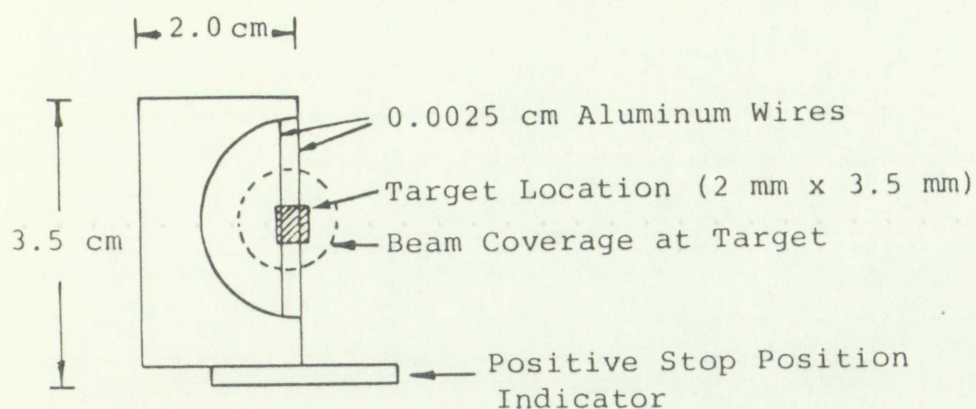 2.0 cm
0.0025 cm Aluminum Wires
Target Location (2 mm x 3.5 mm)
3.5 cm
Beam Coverage at Target
Positive Stop Position
Indicator